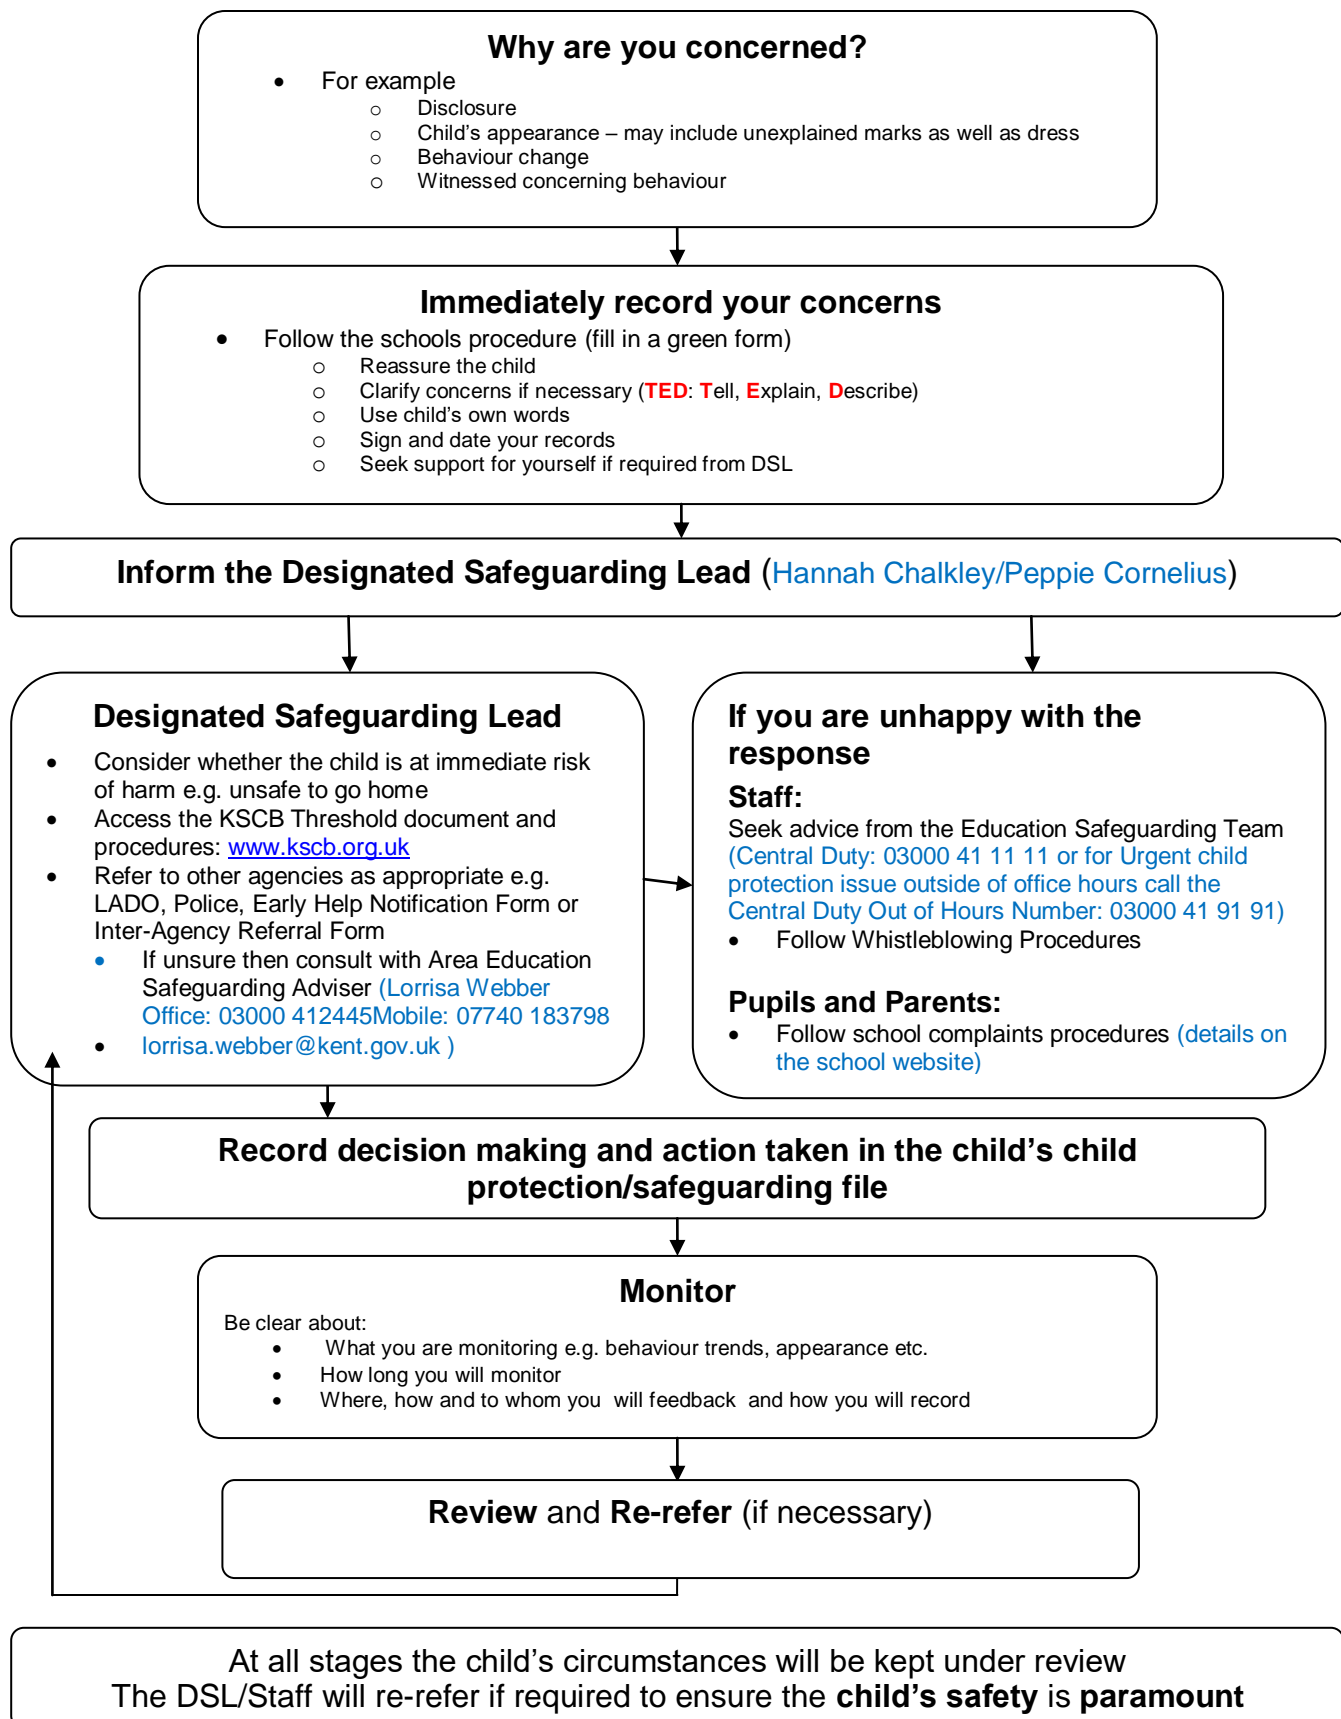 Why are you concerned?
• For example
o Disclosure
o Child’s appearance – may include unexplained marks as well as dress
o Behaviour change
o Witnessed concerning behaviour
Immediately record your concerns
• Follow the schools procedure (fill in a green form)
o Reassure the child
o Clarify concerns if necessary (TED: Tell, Explain, Describe)
o Use child’s own words
o Sign and date your records
o Seek support for yourself if required from DSL
Inform the Designated Safeguarding Lead (Hannah Chalkley/Peppie Cornelius)
Designated Safeguarding Lead
• Consider whether the child is at immediate risk
of harm e.g. unsafe to go home
• Access the KSCB Threshold document and
procedures: www.kscb.org.uk
• Refer to other agencies as appropriate e.g.
LADO, Police, Early Help Notification Form or
Inter-Agency Referral Form
• If unsure then consult with Area Education
Safeguarding Adviser (Lorrisa Webber
Office: 03000 412445Mobile: 07740 183798
• lorrisa.webber@kent.gov.uk )
If you are unhappy with the
response
Staff:
Seek advice from the Education Safeguarding Team
(Central Duty: 03000 41 11 11 or for Urgent child
protection issue outside of office hours call the
Central Duty Out of Hours Number: 03000 41 91 91)
• Follow Whistleblowing Procedures
Pupils and Parents:
• Follow school complaints procedures (details on
the school website)
Record decision making and action taken in the child’s child
protection/safeguarding file
Monitor
Be clear about:
• What you are monitoring e.g. behaviour trends, appearance etc.
• How long you will monitor
• Where, how and to whom you will feedback and how you will record
Review and Re-refer (if necessary)
At all stages the child’s circumstances will be kept under review
The DSL/Staff will re-refer if required to ensure the child’s safety is paramount